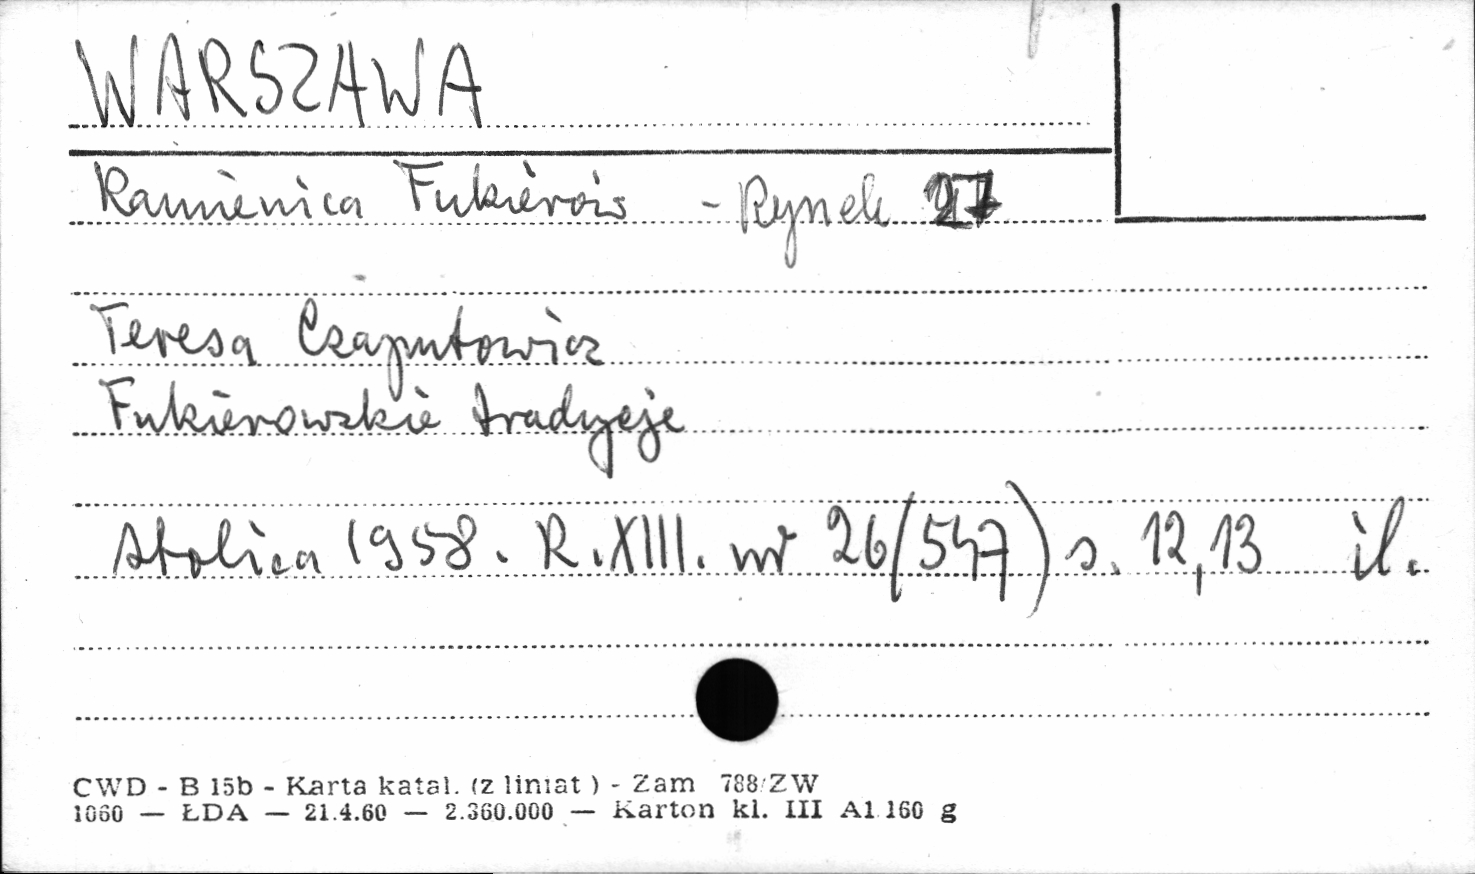 WARSZAWA
Kamienica Fukierów - Rynek 27
Teresa Czaputowicz
Fukierowskie tradycje
Stolica 1958. R.XIII. nr 26(547) s. 12,13 il.
CWD - B 15b - Karta katal. (z liniat ) - Zam 788/ZW
1060 — ŁDA — 21.4.60 — 2.360.000 — Karton kl. III A1 160 g